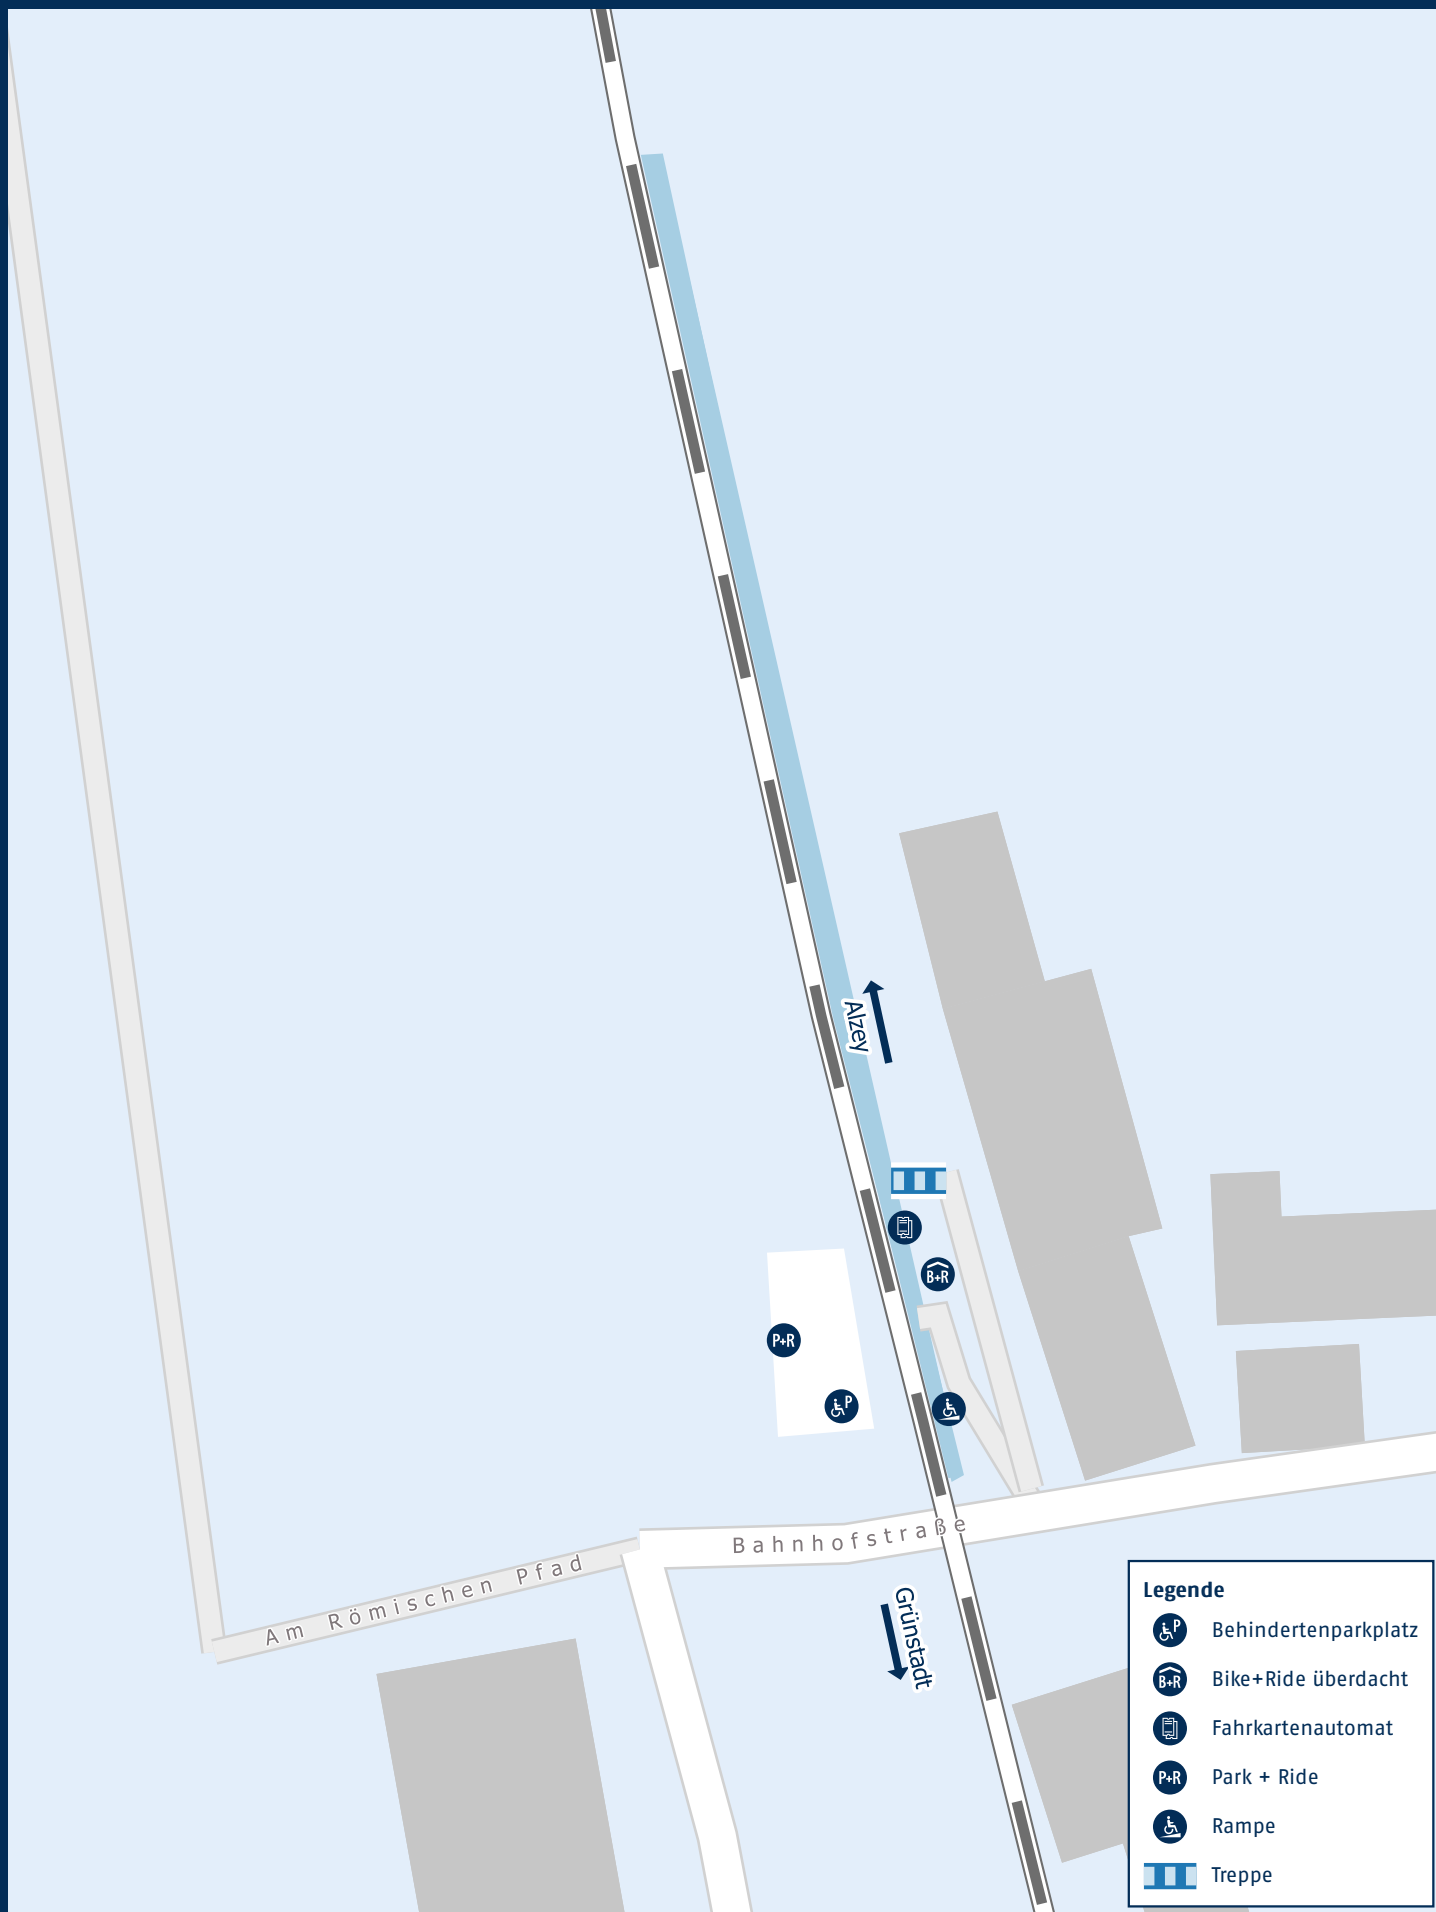 Alzey
B+R
P+R
P
Bahnhofstraße
Am Römischen Pfad
Grünstadt
Legende
P Behindertenparkplatz
B+R Bike+Ride überdacht
Fahrkartenautomat
P+R Park + Ride
Rampe
Treppe